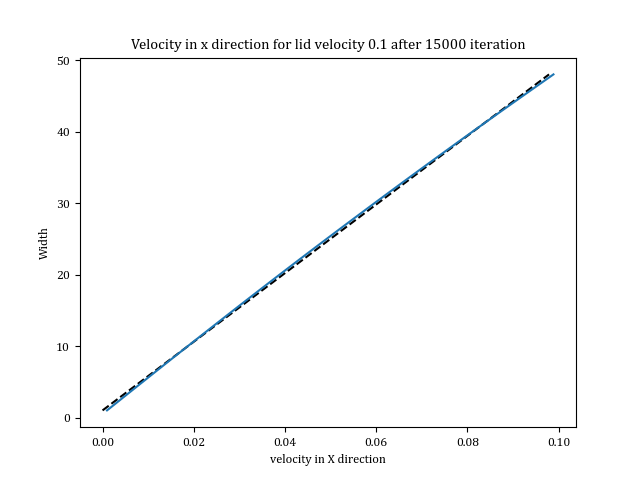 Velocity in x direction for lid velocity 0.1 after 15000 iteration
50
40
30
20
10
0
Width
0.00 0.02 0.04 0.06 0.08 0.10
velocity in X direction